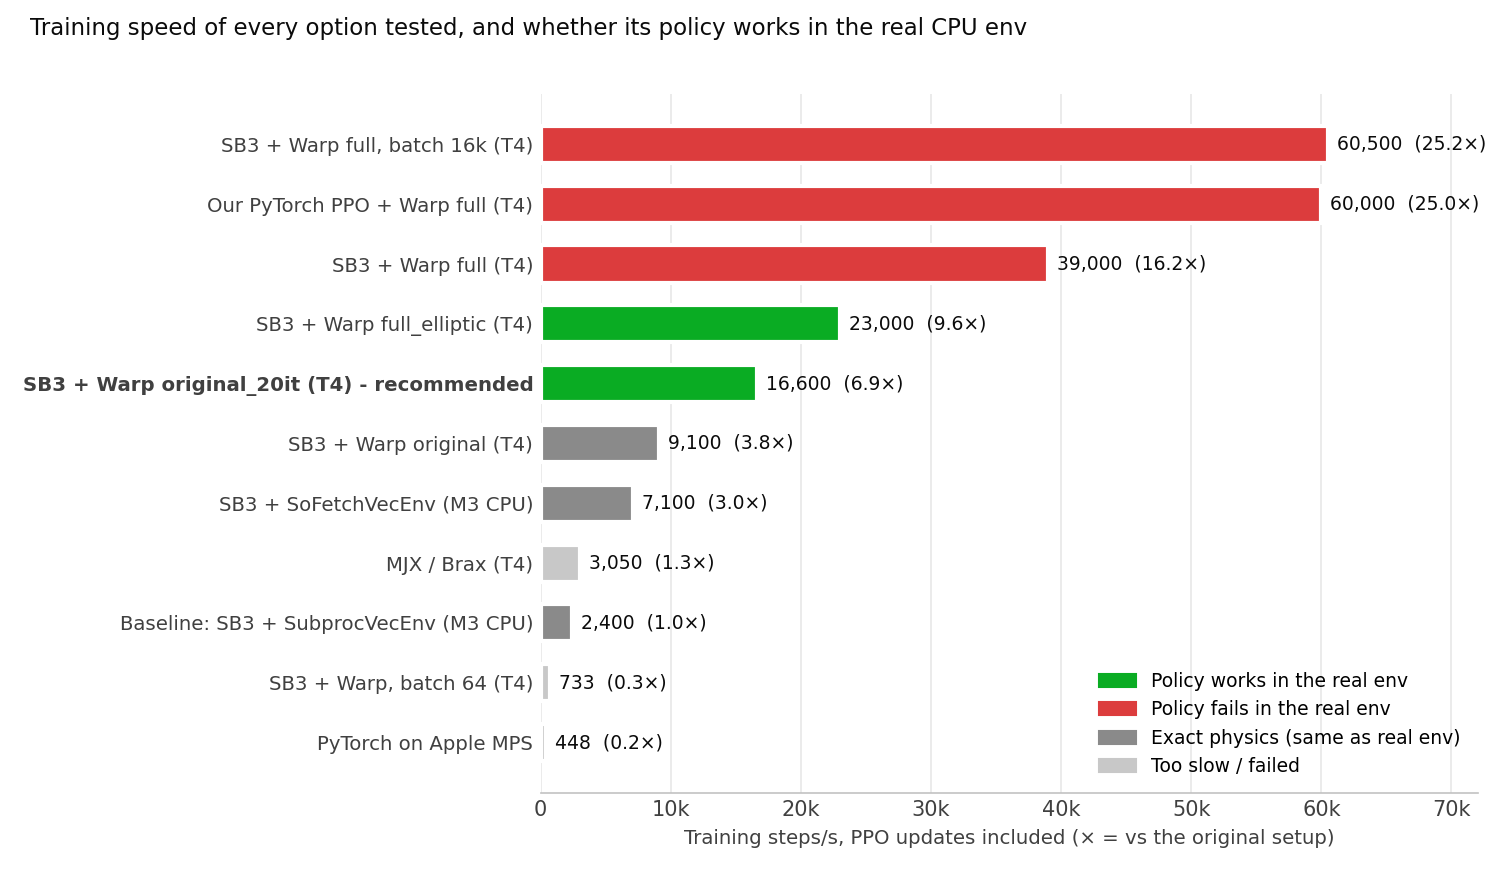 Training speed of every option tested, and whether its policy works in the real CPU env
SB3 + Warp full, batch 16k (T4) 60,500 (25.2×)
Our PyTorch PPO + Warp full (T4) 60,000 (25.0×)
SB3 + Warp full (T4) 39,000 (16.2×)
SB3 + Warp full_elliptic (T4) 23,000 (9.6×)
SB3 + Warp original_20it (T4) - recommended 16,600 (6.9×)
SB3 + Warp original (T4) 9,100 (3.8×)
SB3 + SoFetchVecEnv (M3 CPU) 7,100 (3.0×)
MJX / Brax (T4) 3,050 (1.3×)
Baseline: SB3 + SubprocVecEnv (M3 CPU) 2,400 (1.0×)
SB3 + Warp, batch 64 (T4) 733 (0.3×)
PyTorch on Apple MPS 448 (0.2×)
Policy works in the real env
Policy fails in the real env
Exact physics (same as real env)
Too slow / failed
0 10k 20k 30k 40k 50k 60k 70k
Training steps/s, PPO updates included (× = vs the original setup)